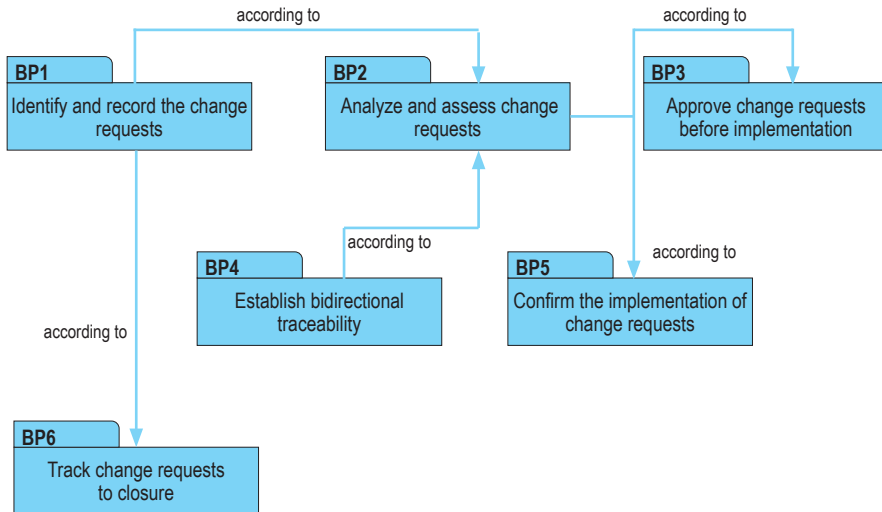 according to
according to
BP1
Identify and record the change
requests
BP2
Analyze and assess change
requests
BP3
Approve change requests
before implementation
according to
according to
BP4
Establish bidirectional
traceability
BP5
Confirm the implementation of
change requests
according to
BP6
Track change requests
to closure